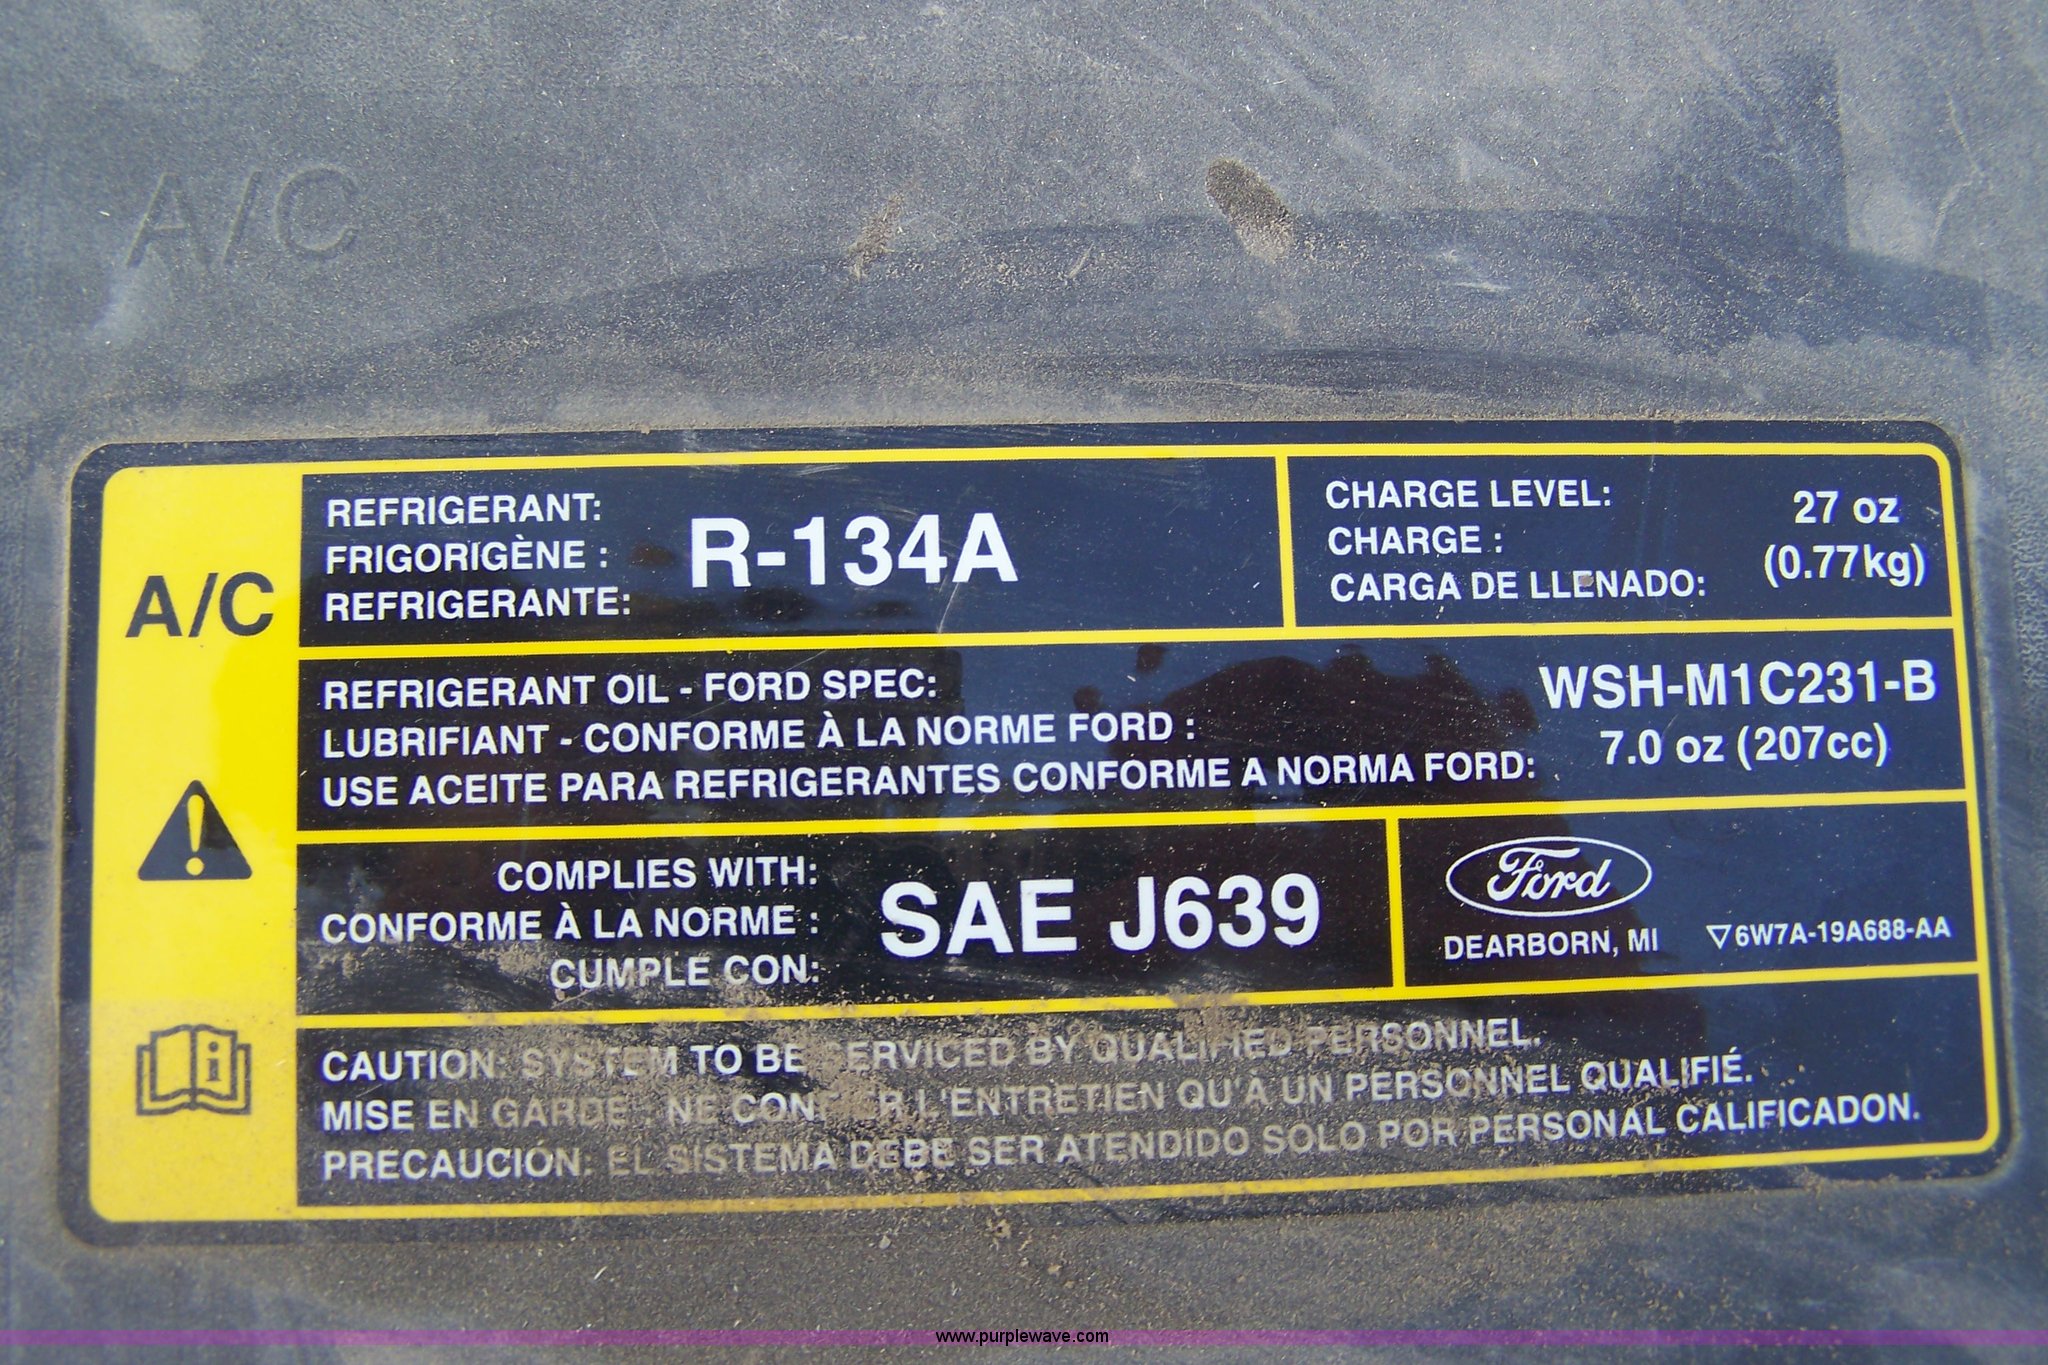 A/C
A/C
REFRIGERANT:
FRIGORIGÈNE :
REFRIGERANTE:
R-134A
CHARGE LEVEL:
CHARGE :
CARGA DE LLENADO:
27 oz
(0.77kg)
REFRIGERANT OIL - FORD SPEC:
LUBRIFIANT - CONFORME À LA NORME FORD :
USE ACEITE PARA REFRIGERANTES CONFORME A NORMA FORD:
WSH-M1C231-B
7.0 oz (207cc)
COMPLIES WITH:
CONFORME À LA NORME :
CUMPLE CON:
SAE J639
Ford
DEARBORN, MI
▽6W7A-19A688-AA
CAUTION: SYSTEM TO BE SERVICED BY QUALIFIED PERSONNEL.
MISE EN GARDE : NE CONFIER L'ENTRETIEN QU'À UN PERSONNEL QUALIFIÉ.
PRECAUCIÓN: EL SISTEMA DEBE SER ATENDIDO SOLO POR PERSONAL CALIFICADON.
www.purplewave.com